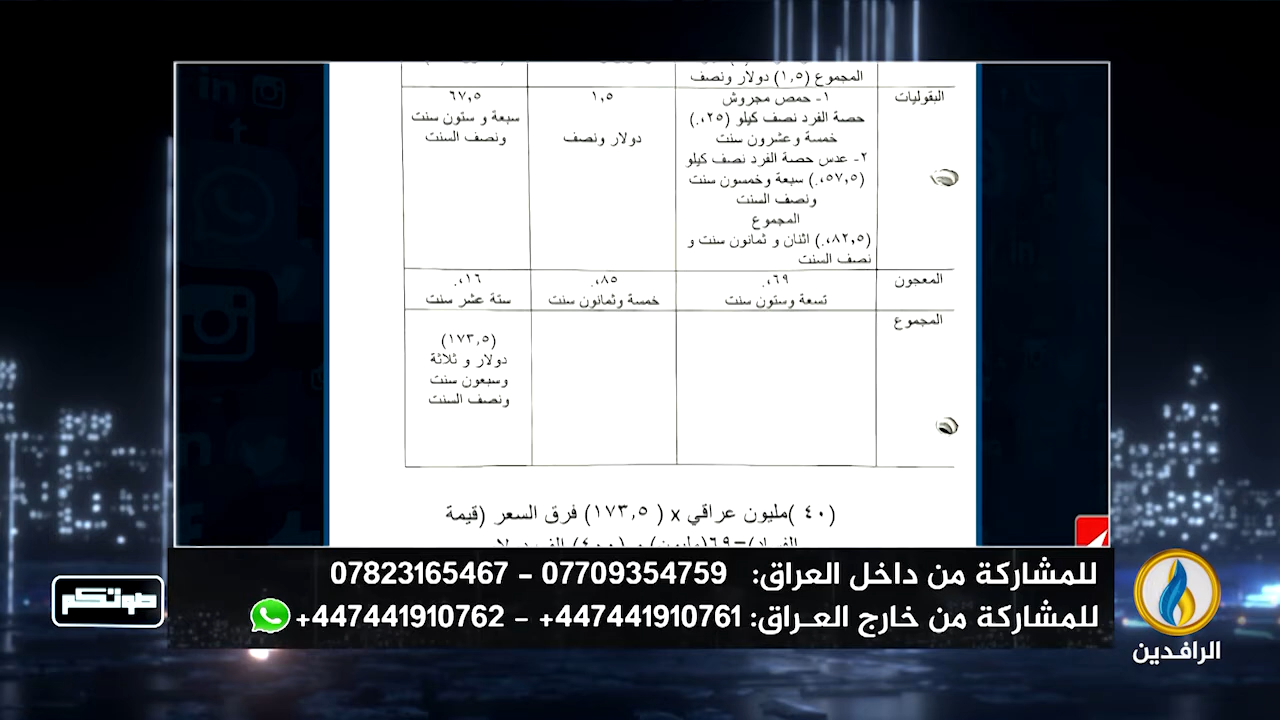 المجموع (١,٥) دولار ونصف
البقوليات
١- حمص مجروش
حصة الفرد نصف كيلو (٠,٢٥)
خمسة وعشرون سنت
٢- عدس حصة الفرد نصف كيلو
(٠,٥٧,٥) سبعة وخمسون سنت
ونصف السنت
المجموع
(٠,٨٢,٥) اثنان و ثمانون سنت و
نصف السنت
١,٥
دولار ونصف
٦٧,٥
سبعة و ستون سنت
ونصف السنت
المعجون
٠,٦٩
تسعة وستون سنت
٠,٨٥
خمسة وثمانون سنت
٠,١٦
ستة عشر سنت
المجموع
(١٧٣,٥)
دولار و ثلاثة
وسبعون سنت
ونصف السنت
(٤٠ )مليون عراقي x ( ١٧٣,٥) فرق السعر (قيمة
للمشاركة من داخل العراق: 07709354759 - 07823165467
للمشاركة من خارج العـراق: 447441910761+ - 447441910762+
صوتكم
الرافدين